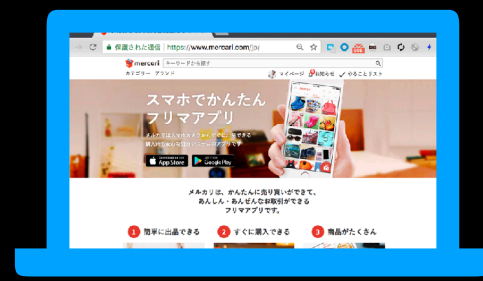 保護された通信 | https://www.mercari.com/jp/
mercari キーワードから探す
カテゴリー ブランド マイページ お知らせ やることリスト
スマホでかんたん
フリマアプリ
App Store Google Play
メルカリは、かんたんに売り買いができて、
あんしん・あんぜんなお取引ができる
フリマアプリです。
1 簡単に出品できる 2 すぐに購入できる 3 商品がたくさん